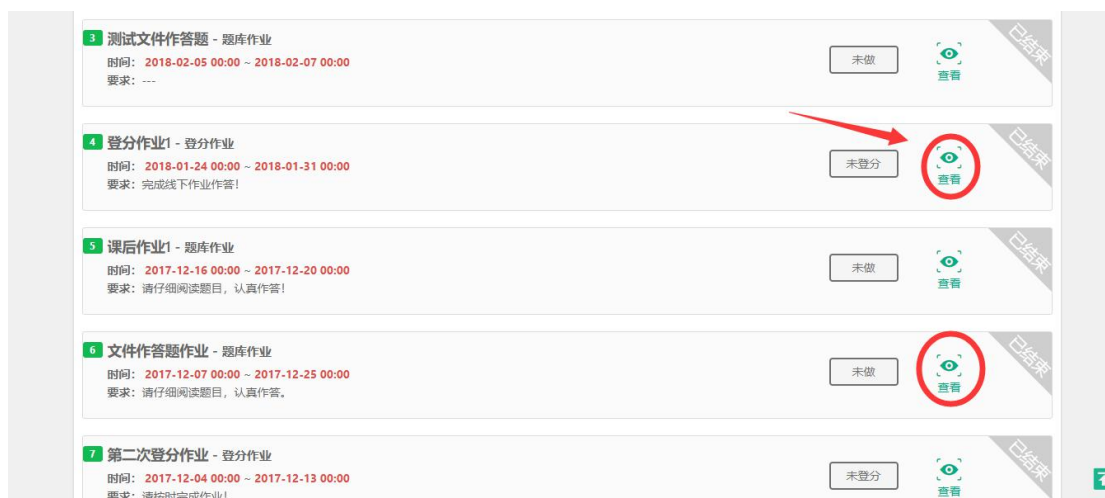 3 测试文件作答题 - 题库作业
时间： 2018-02-05 00:00 ~ 2018-02-07 00:00
要求：---
未做
查看
已结束
4 登分作业1 - 登分作业
时间： 2018-01-24 00:00 ~ 2018-01-31 00:00
要求：完成线下作业作答！
未登分
查看
已结束
5 课后作业1 - 题库作业
时间： 2017-12-16 00:00 ~ 2017-12-20 00:00
要求：请仔细阅读题目，认真作答！
未做
查看
已结束
6 文件作答题作业 - 题库作业
时间： 2017-12-07 00:00 ~ 2017-12-25 00:00
要求：请仔细阅读题目，认真作答。
未做
查看
已结束
7 第二次登分作业 - 登分作业
时间： 2017-12-04 00:00 ~ 2017-12-13 00:00
要求：请按时完成作业！
未登分
查看
已结束